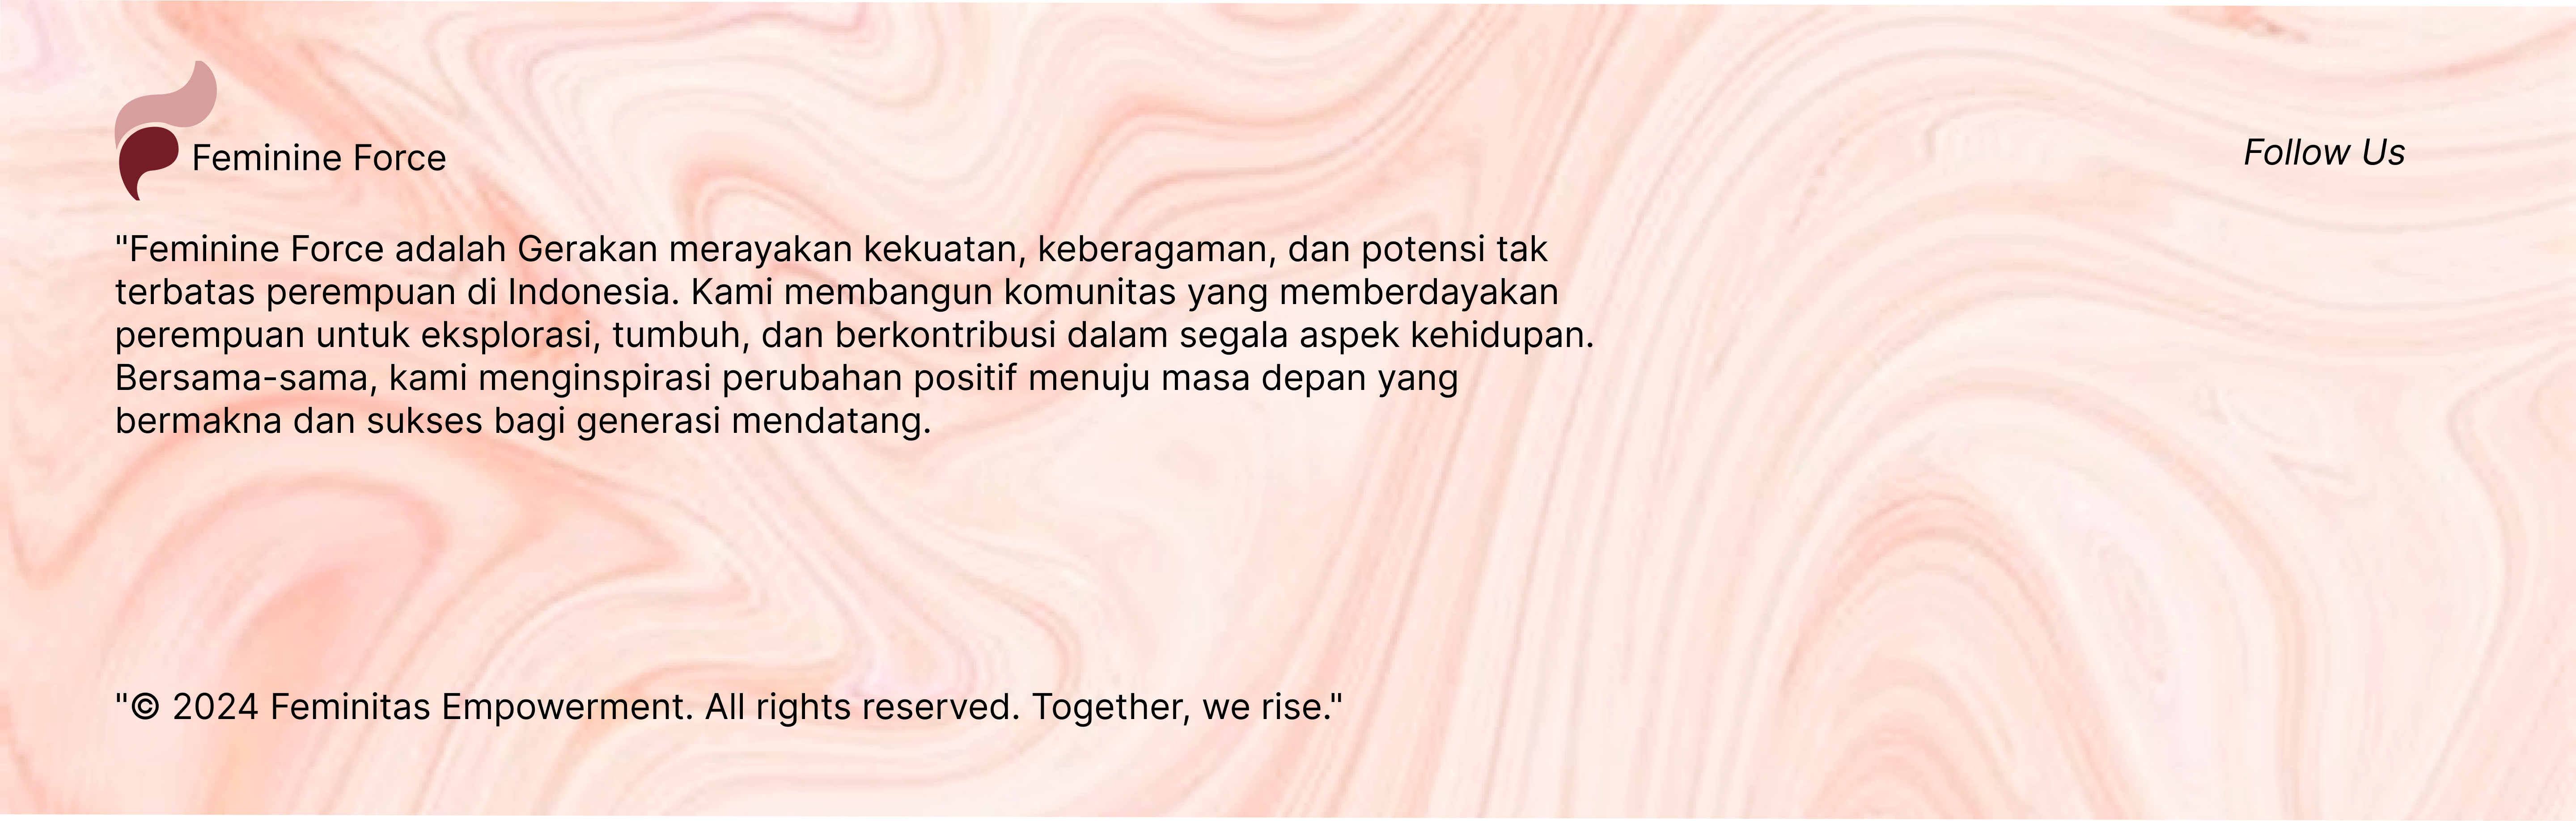 Feminine Force
Follow Us
"Feminine Force adalah Gerakan merayakan kekuatan, keberagaman, dan potensi tak
terbatas perempuan di Indonesia. Kami membangun komunitas yang memberdayakan
perempuan untuk eksplorasi, tumbuh, dan berkontribusi dalam segala aspek kehidupan.
Bersama-sama, kami menginspirasi perubahan positif menuju masa depan yang
bermakna dan sukses bagi generasi mendatang.
"© 2024 Feminitas Empowerment. All rights reserved. Together, we rise."